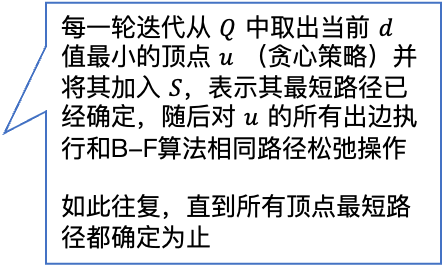 每一轮迭代从 Q 中取出当前 d
值最小的顶点 u （贪心策略）并
将其加入 S，表示其最短路径已
经确定，随后对 u 的所有出边执
行和B-F算法相同路径松弛操作
如此往复，直到所有顶点最短路
径都确定为止